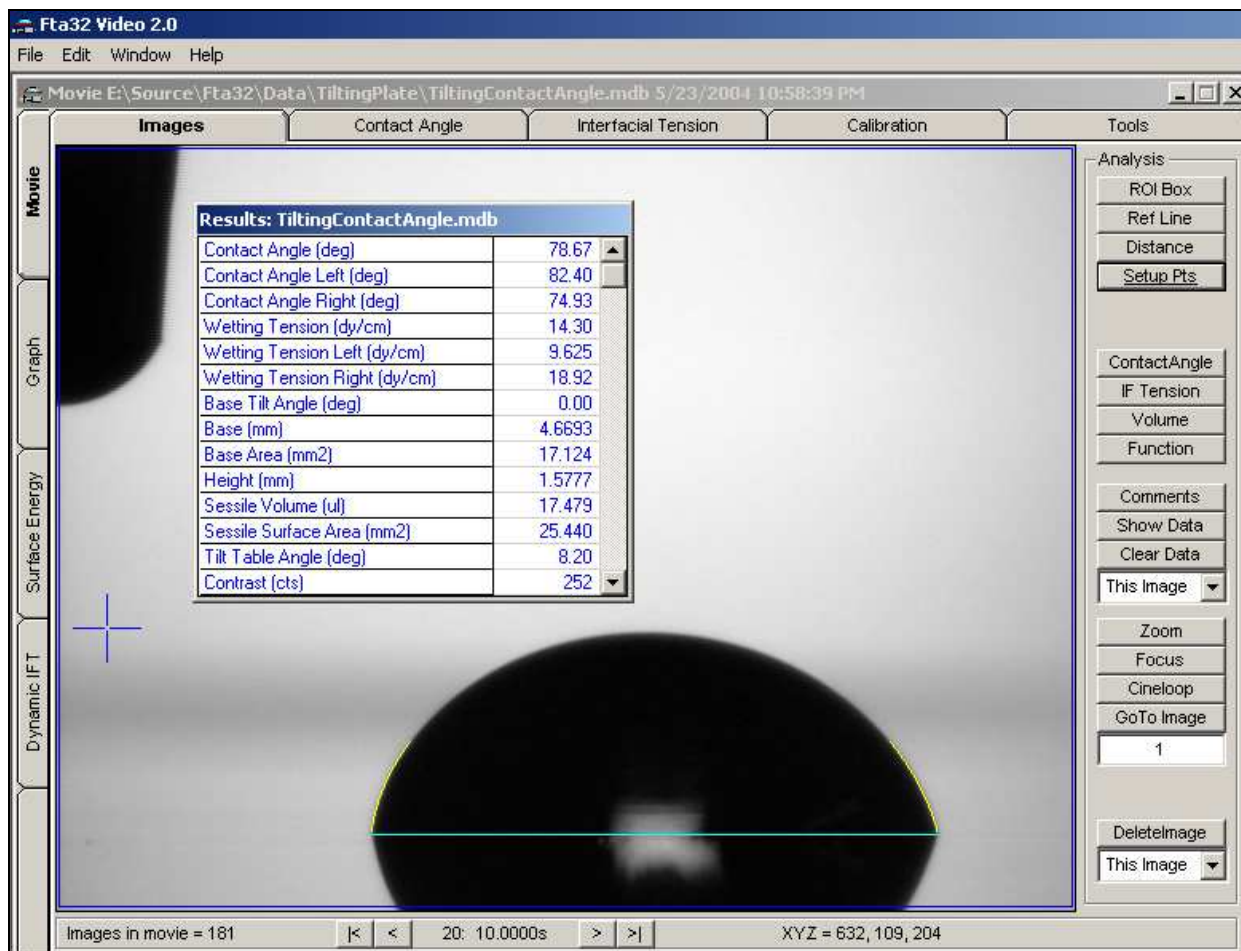 Fta32 Video 2.0
File Edit Window Help
Movie E:\Source\Fta32\Data\TiltingPlate\TiltingContactAngle.mdb 5/23/2004 10:58:39 PM
Images Contact Angle Interfacial Tension Calibration Tools
Movie
Graph
Surface Energy
Dynamic IFT
Results: TiltingContactAngle.mdb
Contact Angle (deg) 78.67
Contact Angle Left (deg) 82.40
Contact Angle Right (deg) 74.93
Wetting Tension (dy/cm) 14.30
Wetting Tension Left (dy/cm) 9.625
Wetting Tension Right (dy/cm) 18.92
Base Tilt Angle (deg) 0.00
Base (mm) 4.6693
Base Area (mm2) 17.124
Height (mm) 1.5777
Sessile Volume (ul) 17.479
Sessile Surface Area (mm2) 25.440
Tilt Table Angle (deg) 8.20
Contrast (cts) 252
Analysis
ROI Box
Ref Line
Distance
Setup Pts
ContactAngle
IF Tension
Volume
Function
Comments
Show Data
Clear Data
This Image
Zoom
Focus
Cineloop
GoTo Image
1
DeleteImage
This Image
Images in movie = 181 |< < 20: 10.0000s > >| XYZ = 632, 109, 204